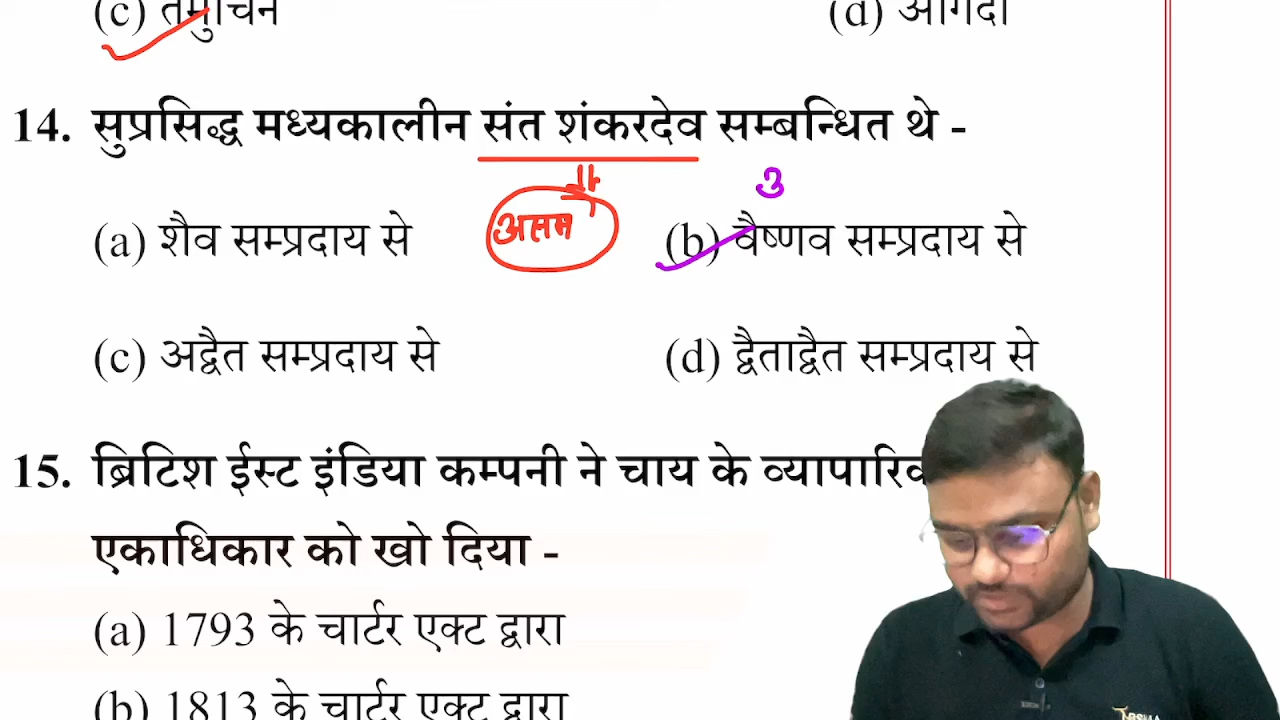 (c) तेमुचिन
(d) आगदी
14. सुप्रसिद्ध मध्यकालीन संत शंकरदेव सम्बन्धित थे -
असम
(a) शैव सम्प्रदाय से
(b) वैष्णव सम्प्रदाय से
(c) अद्वैत सम्प्रदाय से
(d) द्वैताद्वैत सम्प्रदाय से
15. ब्रिटिश ईस्ट इंडिया कम्पनी ने चाय के
एकाधिकार को खो दिया -
(a) 1793 के चार्टर एक्ट द्वारा
(b) 1813 के चार्टर एक्ट द्वारा